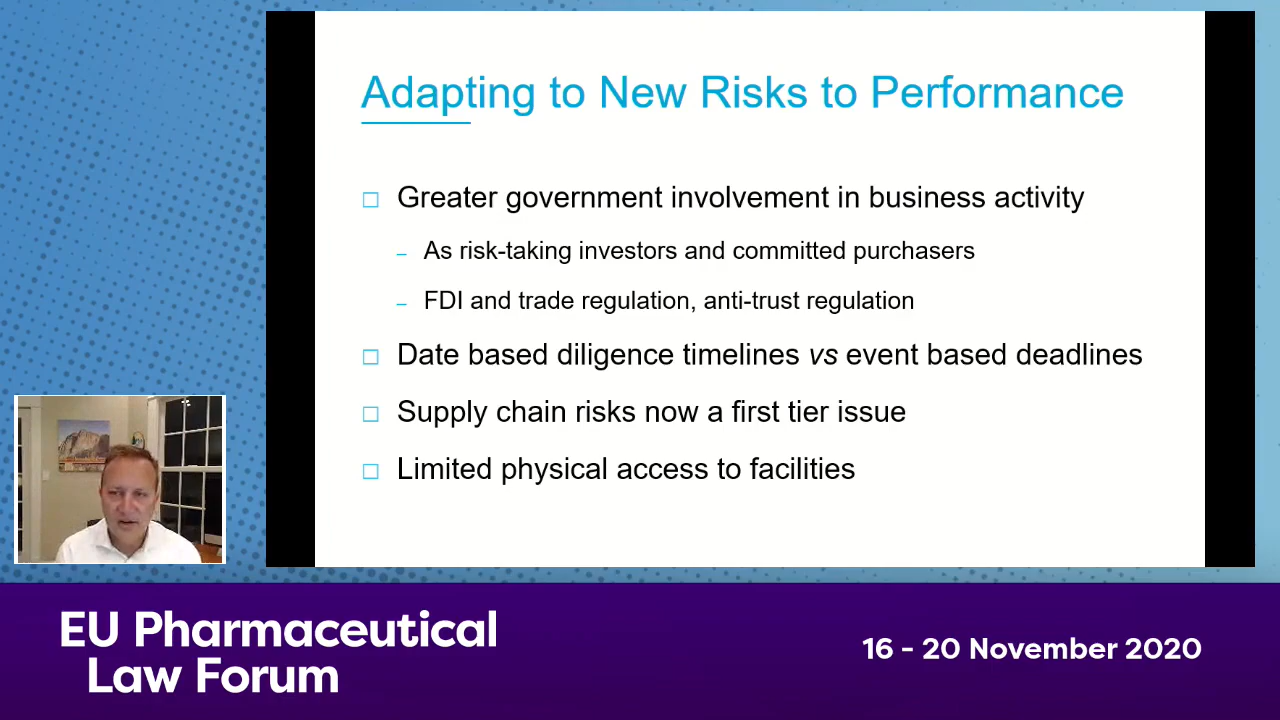 Adapting to New Risks to Performance
Greater government involvement in business activity
– As risk-taking investors and committed purchasers
– FDI and trade regulation, anti-trust regulation
Date based diligence timelines vs event based deadlines
Supply chain risks now a first tier issue
Limited physical access to facilities
EU Pharmaceutical
Law Forum
16 - 20 November 2020